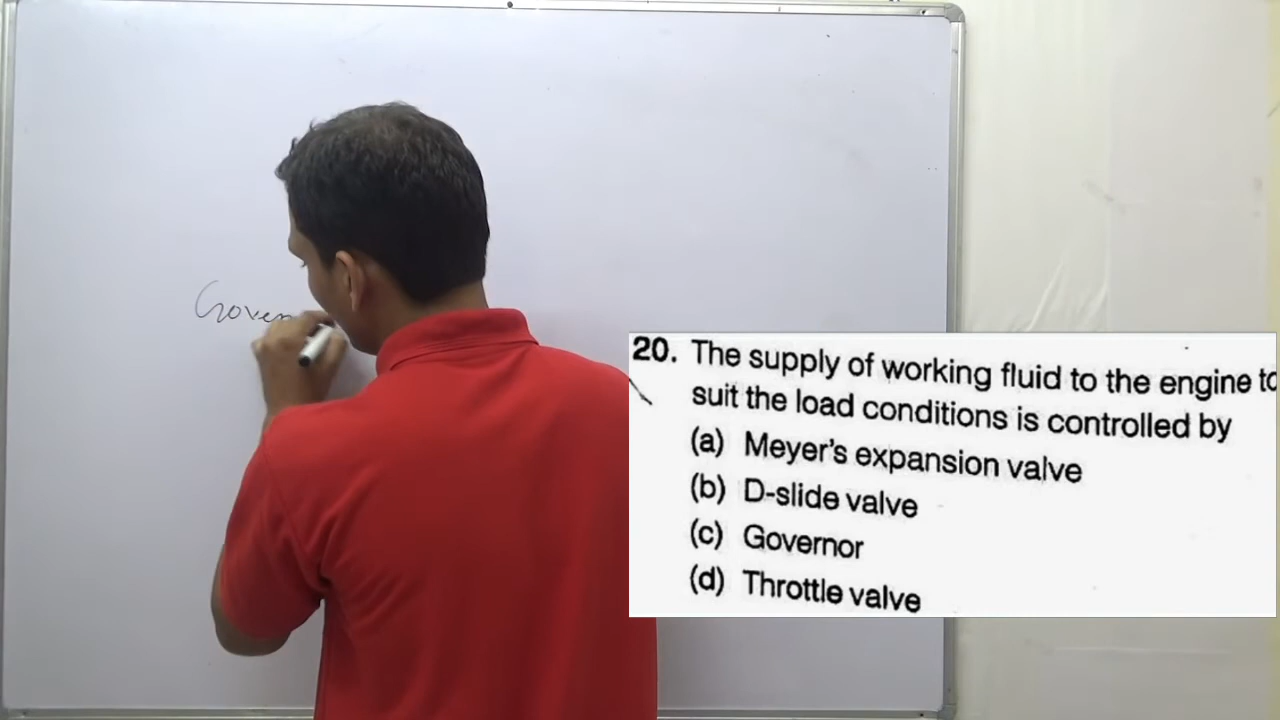 Gover
20. The supply of working fluid to the engine to
suit the load conditions is controlled by
(a) Meyer's expansion valve
(b) D-slide valve
(c) Governor
(d) Throttle valve